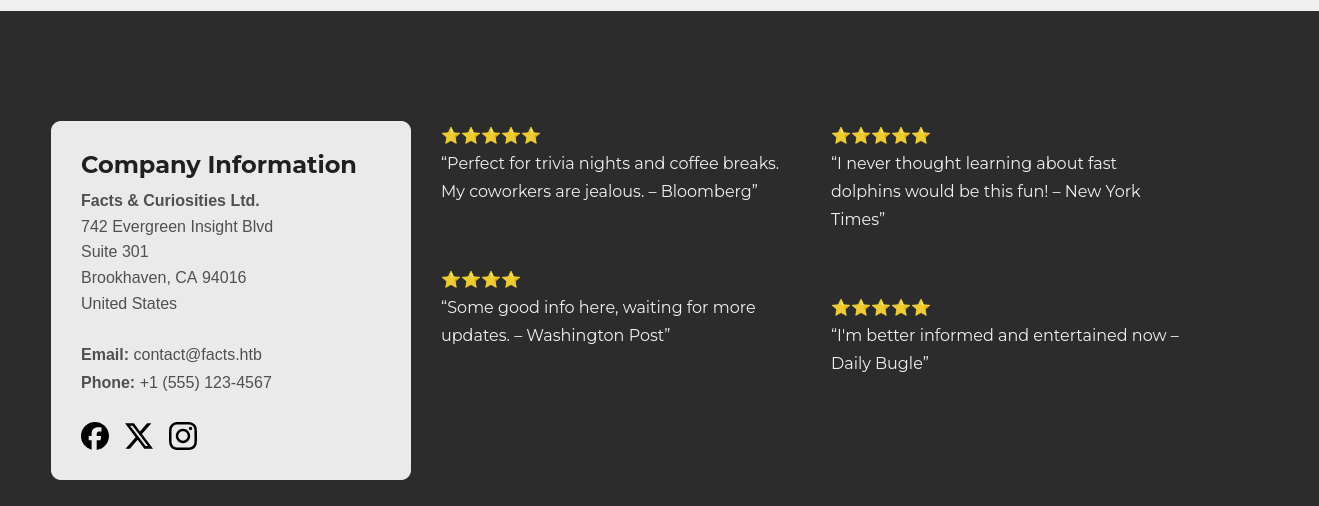 Company Information
Facts & Curiosities Ltd.
742 Evergreen Insight Blvd
Suite 301
Brookhaven, CA 94016
United States
Email: contact@facts.htb
Phone: +1 (555) 123-4567
“Perfect for trivia nights and coffee breaks.
My coworkers are jealous. – Bloomberg”
“Some good info here, waiting for more
updates. – Washington Post”
“I never thought learning about fast
dolphins would be this fun! – New York
Times”
“I'm better informed and entertained now –
Daily Bugle”